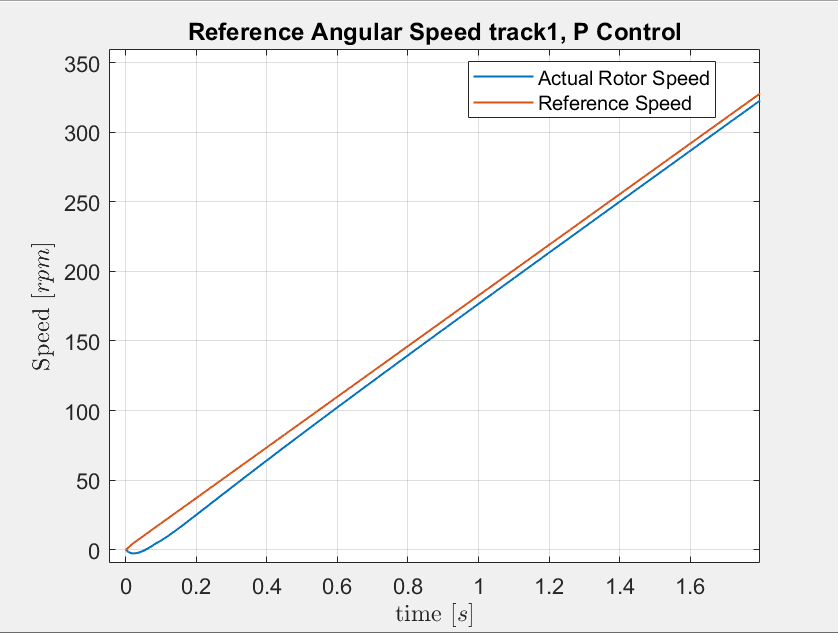 Reference Angular Speed track1, P Control
Actual Rotor Speed
Reference Speed
350
300
250
200
150
100
50
0
Speed [rpm]
0 0.2 0.4 0.6 0.8 1 1.2 1.4 1.6
time [s]